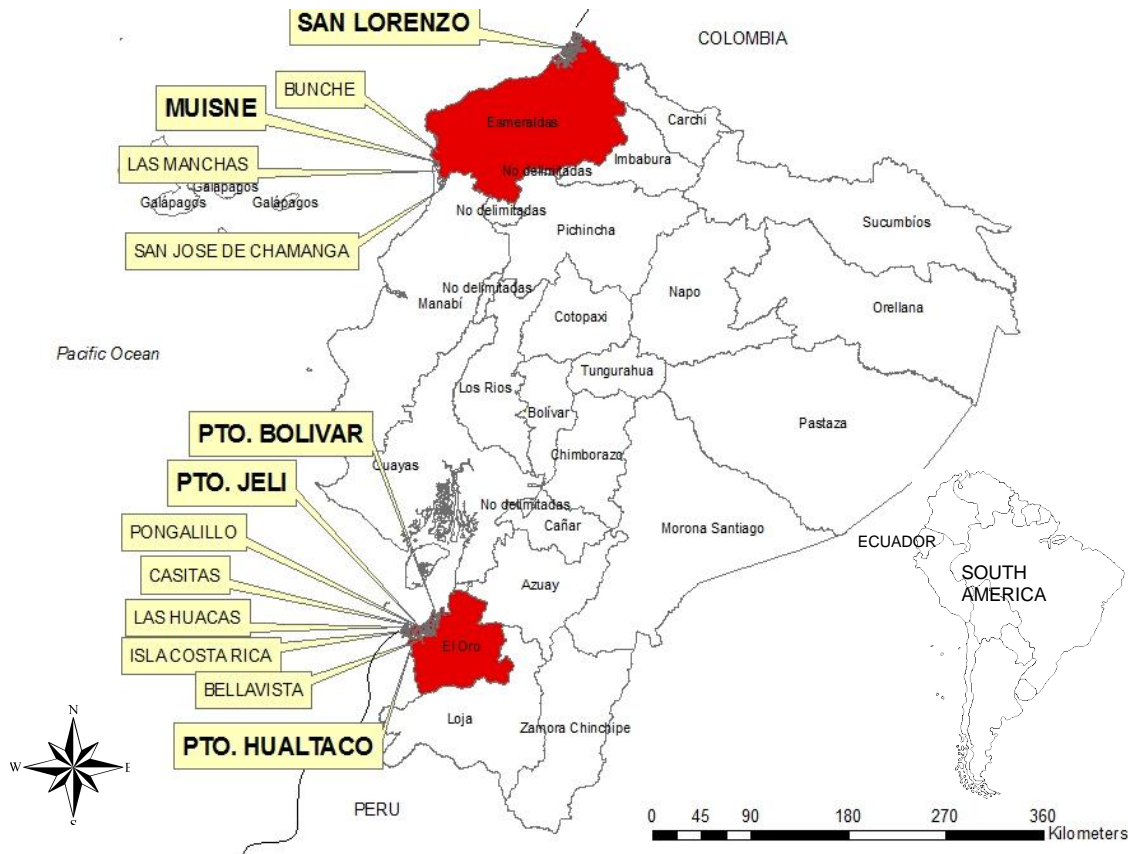 SAN LORENZO
COLOMBIA
BUNCHE
MUISNE
Esmeraldas
Carchi
LAS MANCHAS
Imbabura
No delimitadas
Galápagos
Galápagos
Galápagos
No delimitadas
Sucumbíos
Pichincha
SAN JOSE DE CHAMANGA
No delimitadas
Napo
Manabí
Orellana
Cotopaxi
Pacific Ocean
Tungurahua
Los Rios
Bolívar
Pastaza
PTO. BOLIVAR
Chimborazo
Guayas
PTO. JELI
No delimitadas
Cañar
Morona Santiago
PONGALILLO
ECUADOR
CASITAS
Azuay
SOUTH
AMERICA
LAS HUACAS
El Oro
ISLA COSTA RICA
BELLAVISTA
Loja
Zamora Chinchipe
PTO. HUALTACO
N
W
PERU
0 45 90 180 270 360
Kilometers